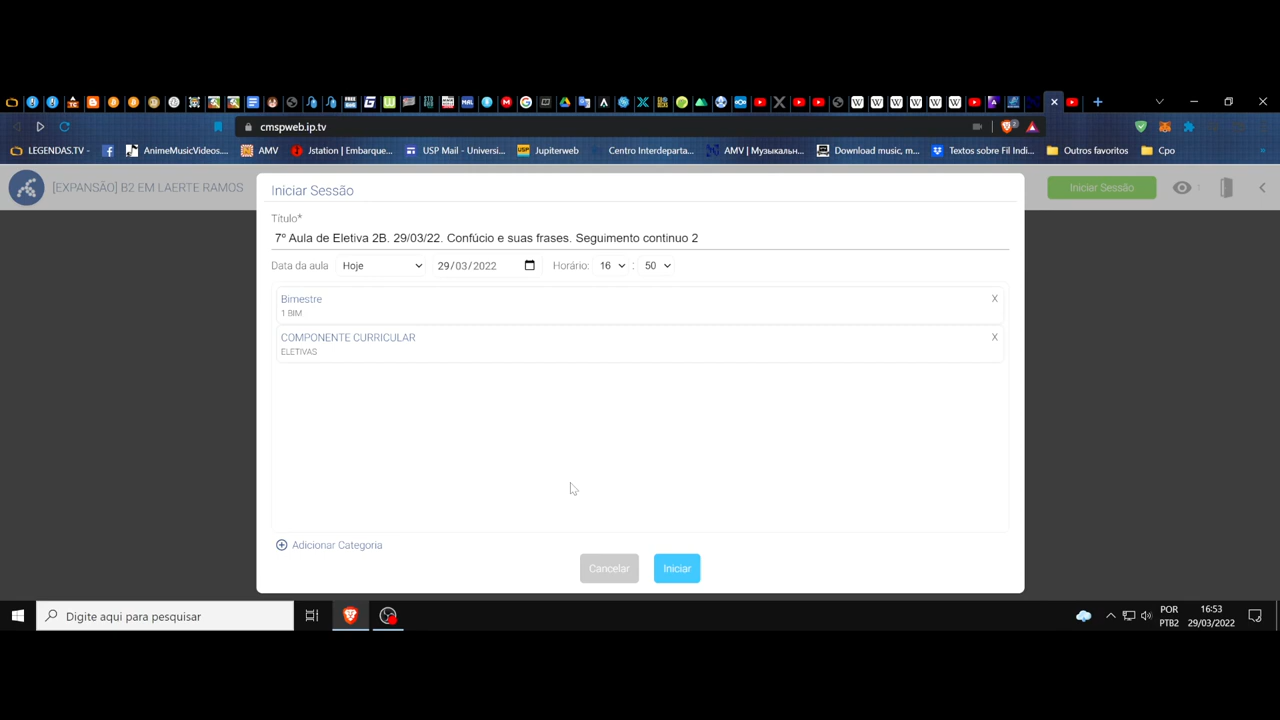 cmspweb.ip.tv
2
LEGENDAS.TV -
AnimeMusicVideos....
AMV
Jstation | Embarque...
USP Mail - Universi...
Jupiterweb
Centro Interdeparta...
AMV | Музыкальн...
Download music, m...
Textos sobre Fil Indi...
Outros favoritos
Cpo
»
[EXPANSÃO] B2 EM LAERTE RAMOS
Iniciar Sessão
1
Iniciar Sessão
Título*
7º Aula de Eletiva 2B. 29/03/22. Confúcio e suas frases. Seguimento continuo 2
Data da aula Hoje 29/03/2022 Horário: 16 : 50
Bimestre X
1 BIM
COMPONENTE CURRICULAR X
ELETIVAS
Adicionar Categoria
Cancelar Iniciar
Digite aqui para pesquisar
POR 16:53
PTB2 29/03/2022